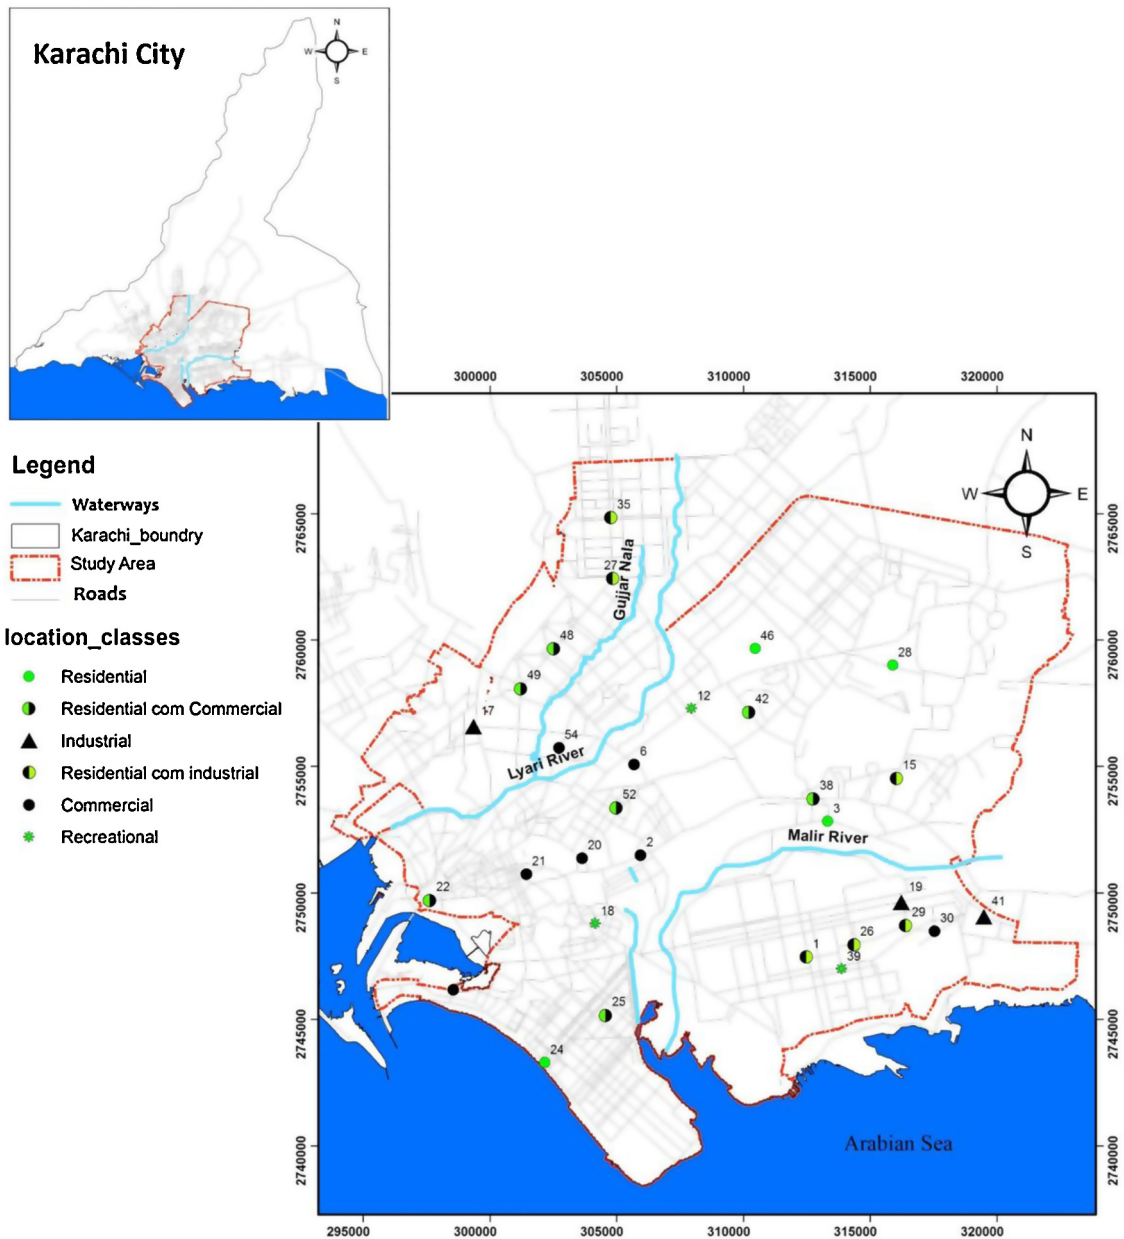 Karachi City
N
W E
S
Legend
Waterways
Karachi_boundry
Study Area
Roads
location_classes
Residential
Residential com Commercial
Industrial
Residential com industrial
Commercial
Recreational
300000 305000 310000 315000 320000
N
W E
S
2765000 2765000
2760000 2760000
2755000 2755000
2750000 2750000
2745000 2745000
2740000 2740000
35
27
Gujjar Nala
48
46
28
49
12
42
17
54
6
Lyari River
15
38
52
3
Malir River
20
2
21
22
19
41
18
29
30
1
26
39
25
24
Arabian Sea
295000 300000 305000 310000 315000 320000